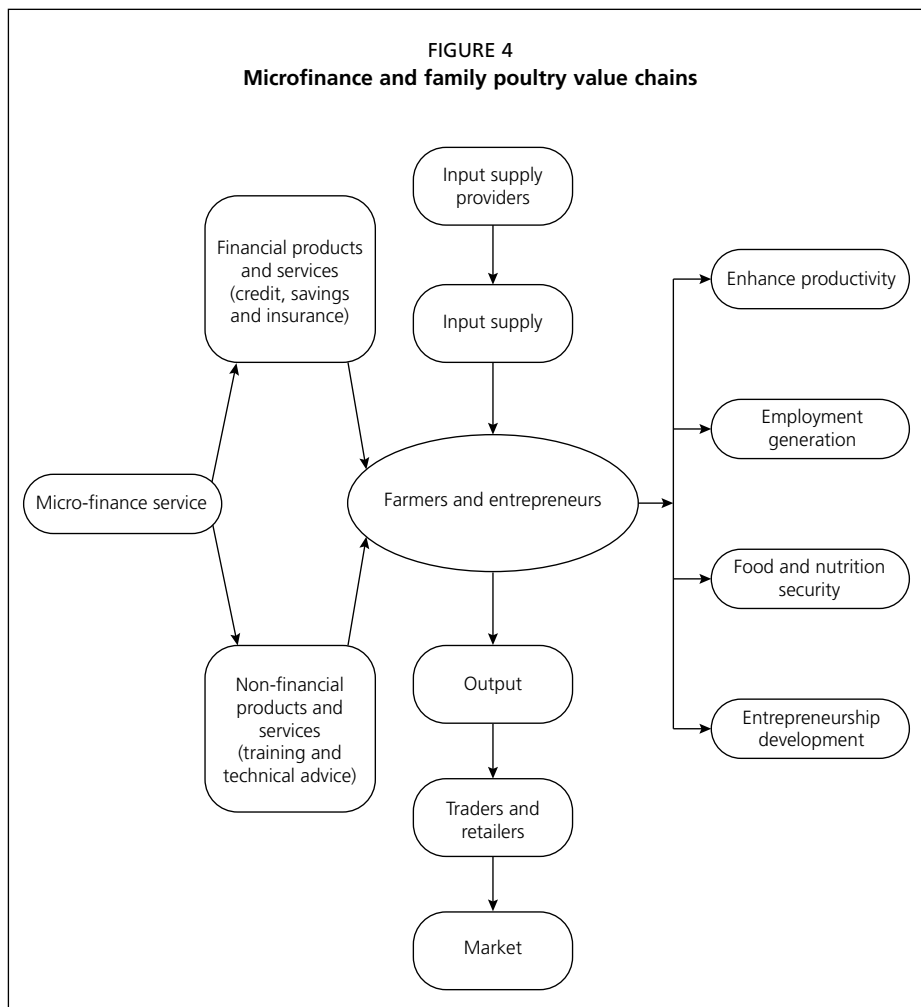 FIGURE 4
Microfinance and family poultry value chains
Input supply
providers
Financial products
and services
(credit, savings
and insurance)
Input supply
Enhance productivity
Employment
generation
Micro-finance service
Farmers and entrepreneurs
Food and nutrition
security
Non-financial
products and
services
(training and
technical advice)
Output
Entrepreneurship
development
Traders and
retailers
Market